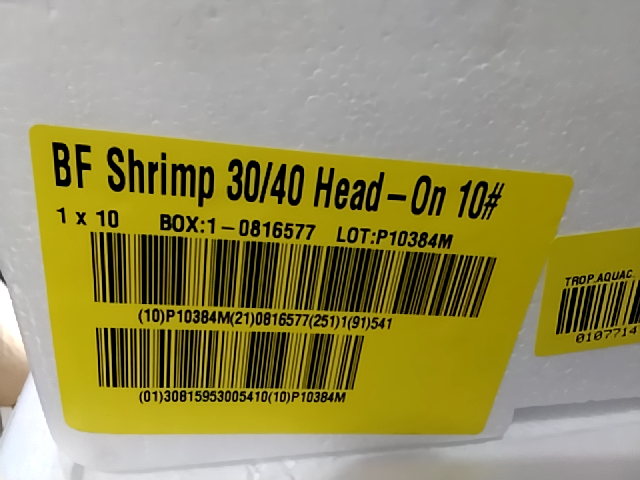 BF Shrimp 30/40 Head-On 10#
1 x 10 BOX:1-0816577 LOT:P10384M
(10)P10384M(21)0816577(251)1(91)541
(01)30815953005410(10)P10384M
TROP.AQUAC.
0107714